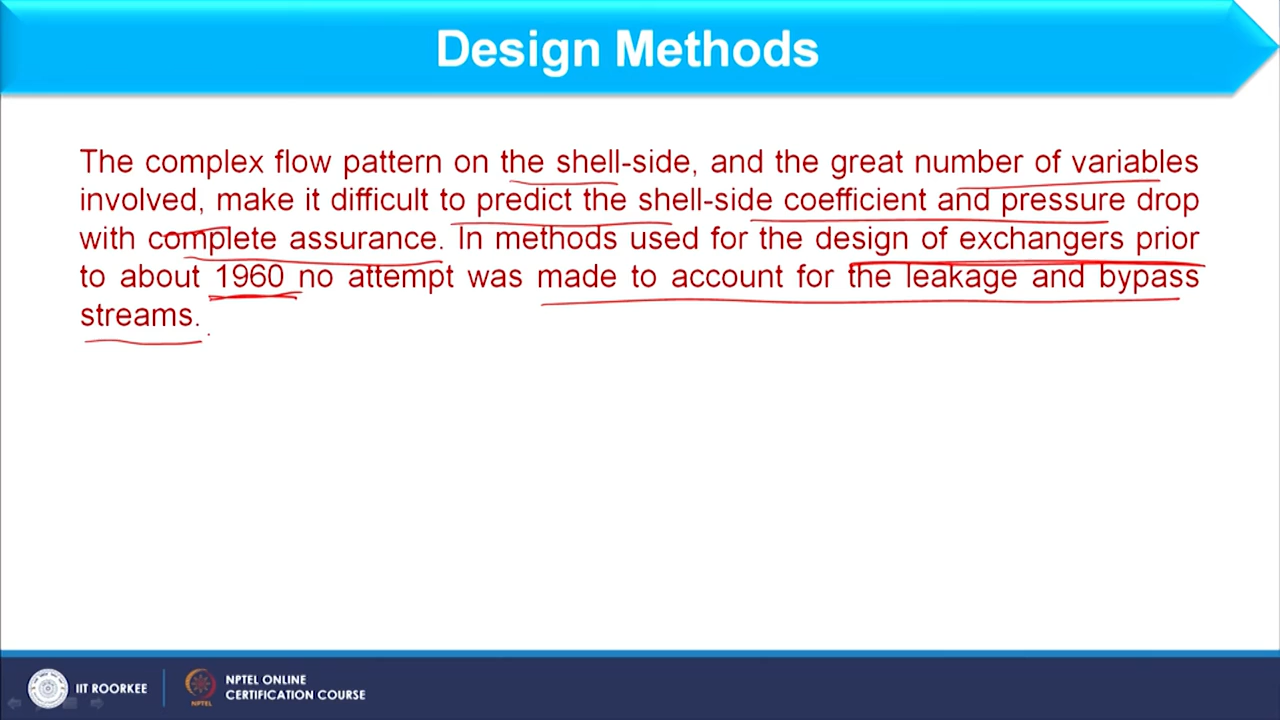 Design Methods
The complex flow pattern on the shell-side, and the great number of variables
involved, make it difficult to predict the shell-side coefficient and pressure drop
with complete assurance. In methods used for the design of exchangers prior
to about 1960 no attempt was made to account for the leakage and bypass
streams.
IIT ROORKEE
NPTEL
NPTEL ONLINE
CERTIFICATION COURSE